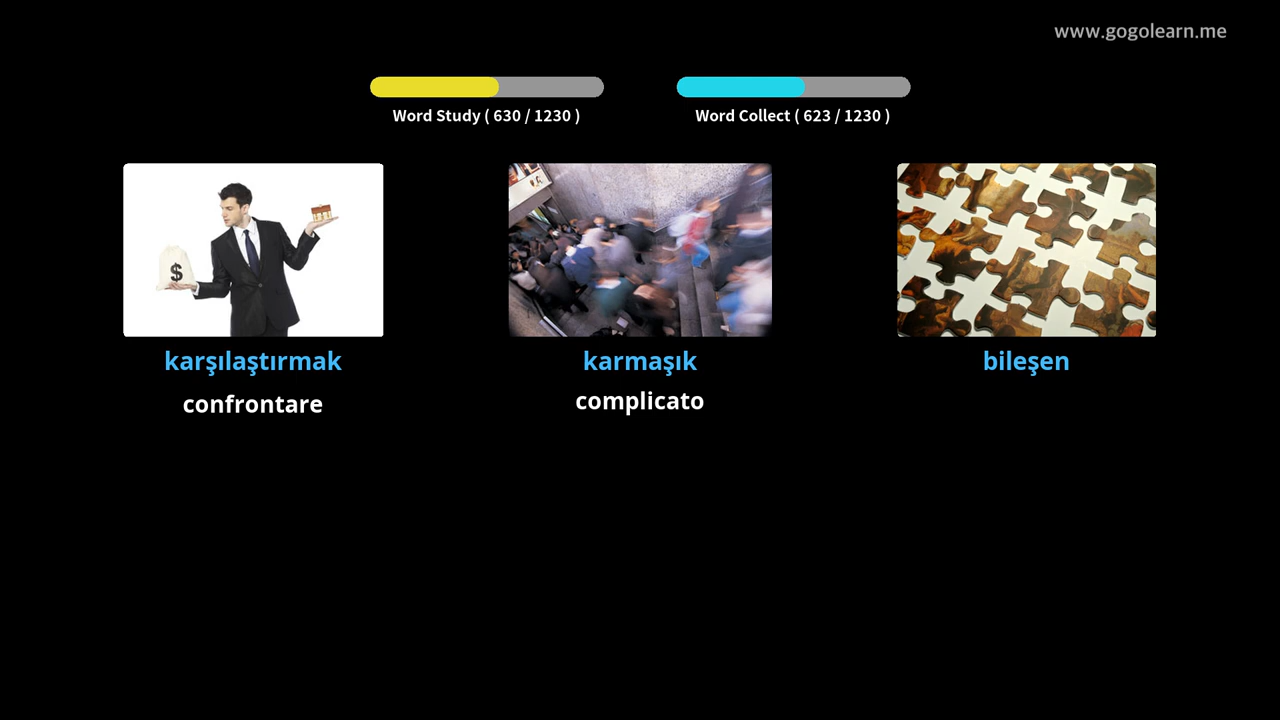 www.gogolearn.me
Word Study ( 630 / 1230 )
Word Collect ( 623 / 1230 )
$
karşılaştırmak
karmaşık
bileşen
confrontare
complicato